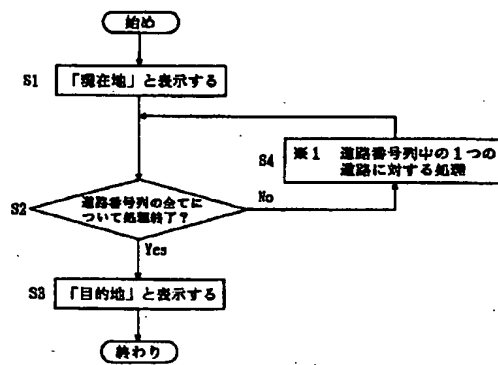 始め
S1
「現在地」と表示する
S4
※1 道路番号列中の1つの
道路に対する処理
S2
道路番号列の全てに
ついて処理終了？
No
Yes
S3
「目的地」と表示する
終わり